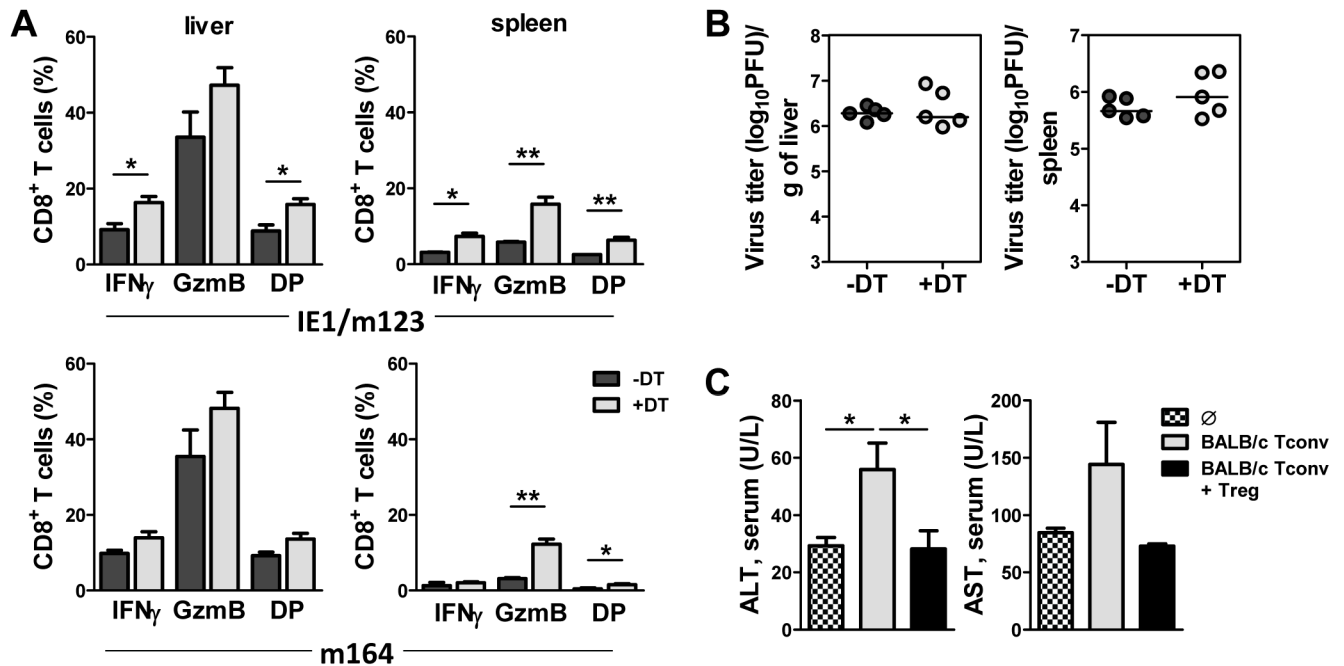 A
liver
spleen
CD8+ T cells (%)
60
40
20
0
*
*
IFNγ GzmB DP
CD8+ T cells (%)
60
40
20
0
*
**
**
IFNγ GzmB DP
IE1/m123
CD8+ T cells (%)
60
40
20
0
IFNγ GzmB DP
CD8+ T cells (%)
60
40
20
0
**
*
IFNγ GzmB DP
-DT
+DT
m164
B
Virus titer (log10PFU)/
g of liver
8
7
6
5
4
3
-DT +DT
Virus titer (log10PFU)/
spleen
7
6
5
4
3
-DT +DT
C
ALT, serum (U/L)
80
60
40
20
0
* *
AST, serum (U/L)
200
150
100
50
0
∅
BALB/c Tconv
BALB/c Tconv
+ Treg